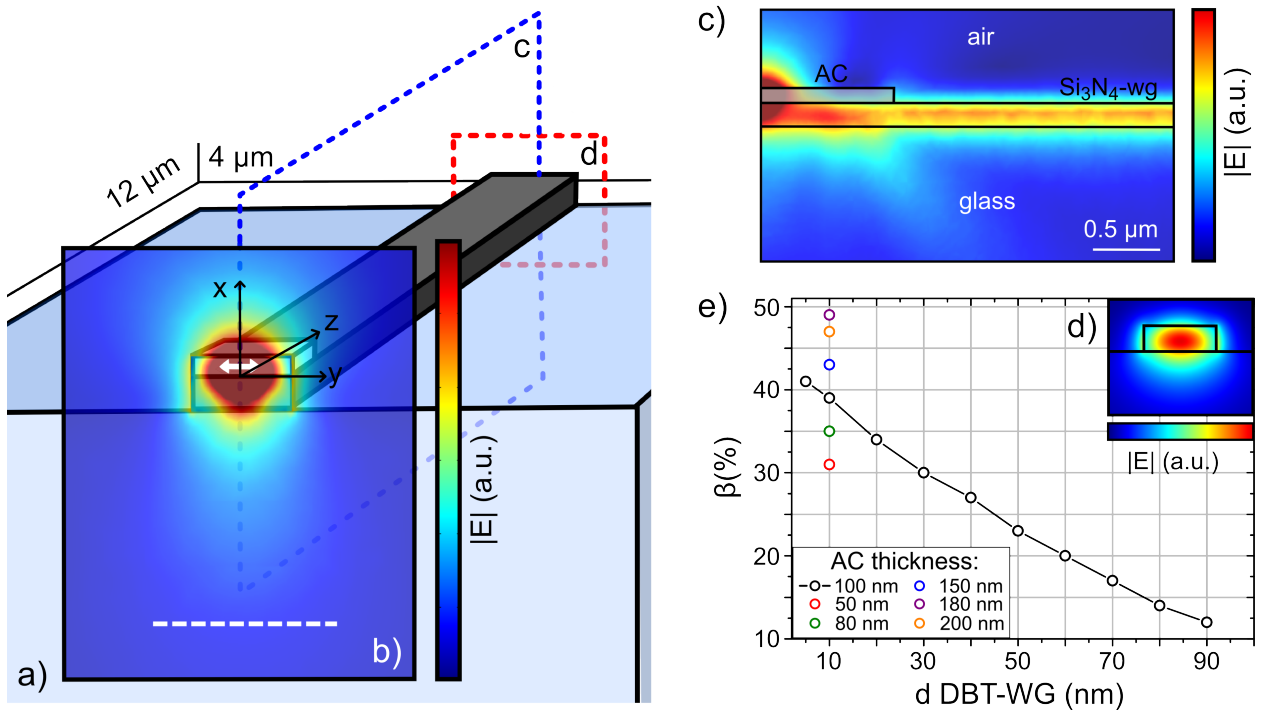 c
d
4 μm
12 μm
x
z
y
|E| (a.u.)
a)
b)
c)
air
AC
Si₃N₄-wg
glass
0.5 μm
|E| (a.u.)
e)
d)
|E| (a.u.)
β(%)
50
40
30
20
10
AC thickness:
100 nm
150 nm
50 nm
180 nm
80 nm
200 nm
10
30
50
70
90
d DBT-WG (nm)